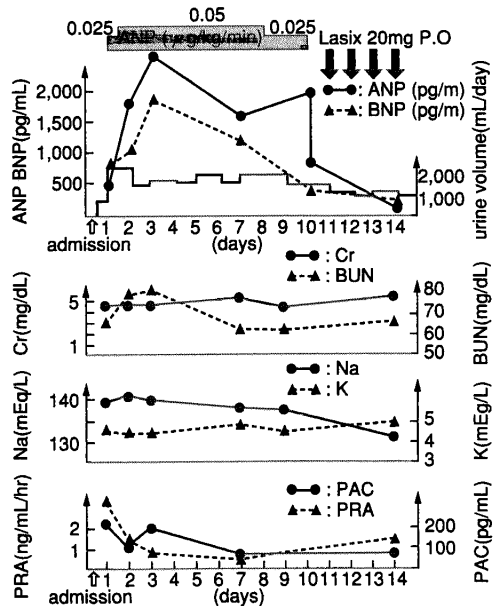 0.05
0.025 0.025
ANP (μg/kg/min) Lasix 20mg P.O
ANP BNP(pg/mL)
2,000
1,500
1,000
500
: ANP (pg/m)
: BNP (pg/m)
urine volume(mL/day)
2,000
1,000
1 2 3 4 5 6 7 8 9 10 11 12 13 14
admission (days)
: Cr
: BUN
Cr(mg/dL)
5
1
BUN(mg/dL)
80
70
60
50
: Na
: K
Na(mEq/L)
140
130
K(mEg/L)
5
4
3
: PAC
: PRA
PRA(ng/mL/hr)
2
1
PAC(pg/mL)
200
100
1 2 3 4 5 6 7 8 9 10 11 12 13 14
admission (days)